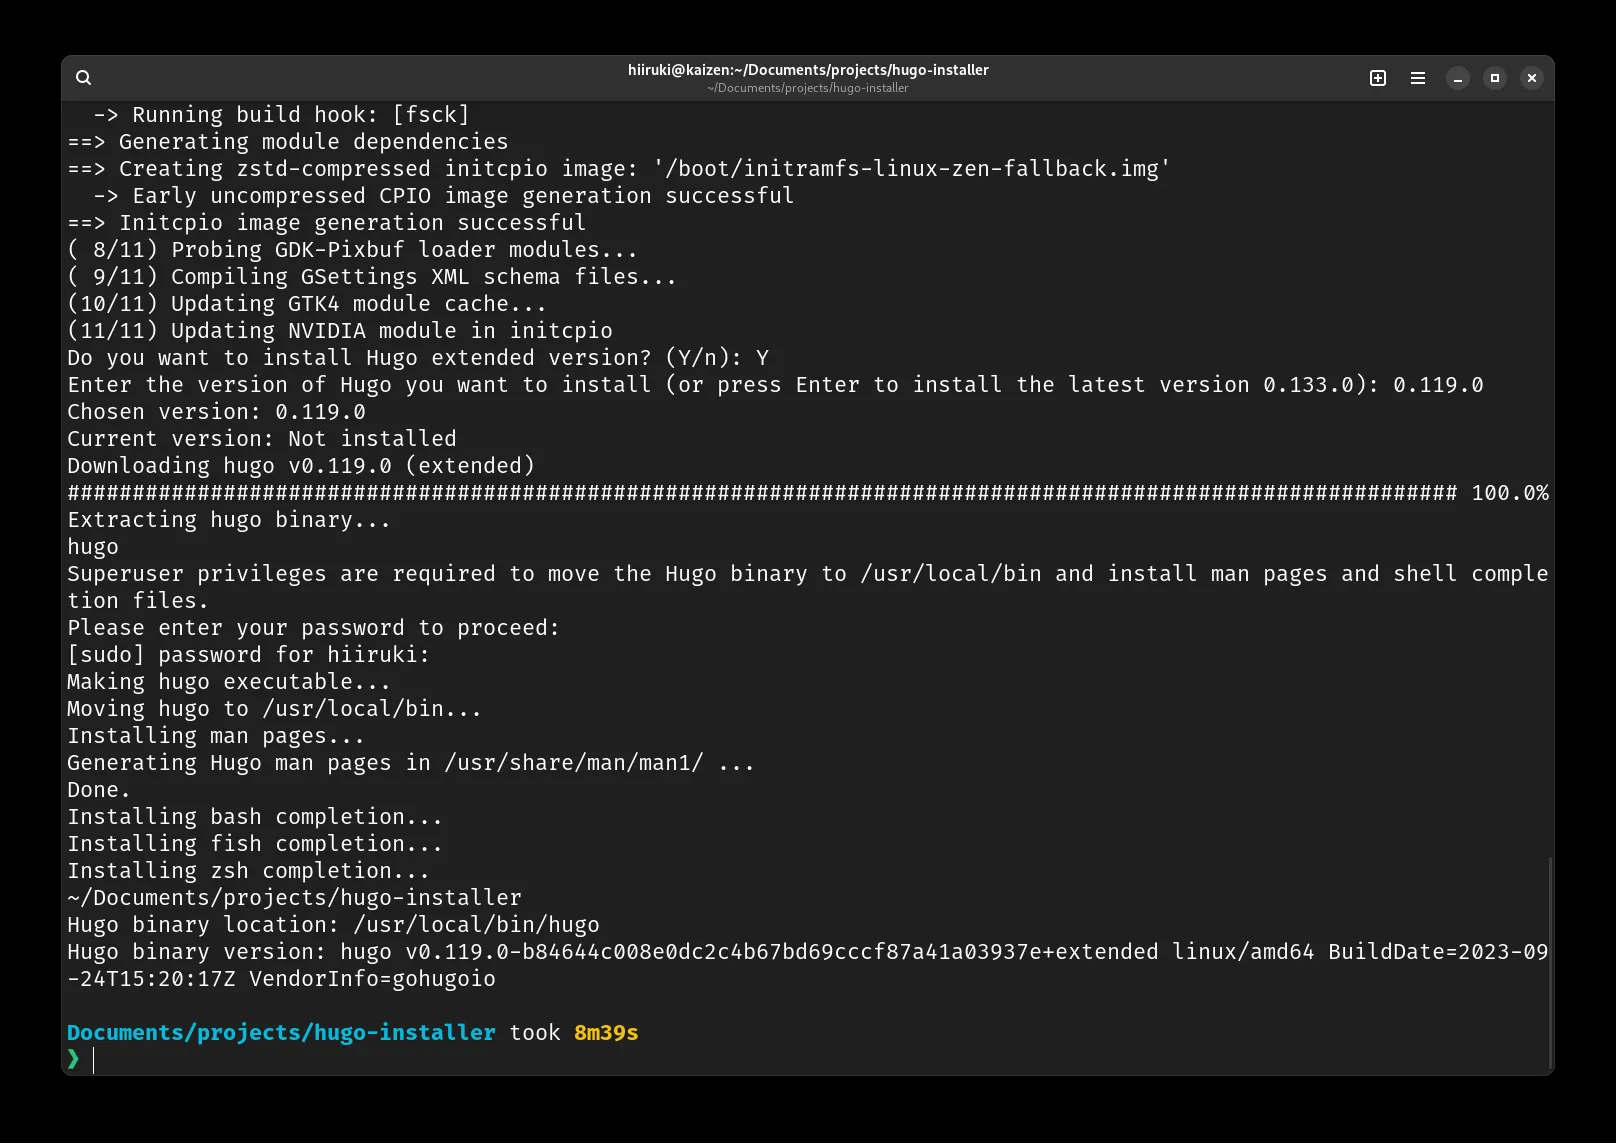 hiiruki@kaizen:~/Documents/projects/hugo-installer
~/Documents/projects/hugo-installer
  -> Running build hook: [fsck]
==> Generating module dependencies
==> Creating zstd-compressed initcpio image: '/boot/initramfs-linux-zen-fallback.img'
  -> Early uncompressed CPIO image generation successful
==> Initcpio image generation successful
( 8/11) Probing GDK-Pixbuf loader modules...
( 9/11) Compiling GSettings XML schema files...
(10/11) Updating GTK4 module cache...
(11/11) Updating NVIDIA module in initcpio
Do you want to install Hugo extended version? (Y/n): Y
Enter the version of Hugo you want to install (or press Enter to install the latest version 0.133.0): 0.119.0
Chosen version: 0.119.0
Current version: Not installed
Downloading hugo v0.119.0 (extended)
########################################################################################################### 100.0%
Extracting hugo binary...
hugo
Superuser privileges are required to move the Hugo binary to /usr/local/bin and install man pages and shell comple
tion files.
Please enter your password to proceed:
[sudo] password for hiiruki:
Making hugo executable...
Moving hugo to /usr/local/bin...
Installing man pages...
Generating Hugo man pages in /usr/share/man/man1/ ...
Done.
Installing bash completion...
Installing fish completion...
Installing zsh completion...
~/Documents/projects/hugo-installer
Hugo binary location: /usr/local/bin/hugo
Hugo binary version: hugo v0.119.0-b84644c008e0dc2c4b67bd69cccf87a41a03937e+extended linux/amd64 BuildDate=2023-09
-24T15:20:17Z VendorInfo=gohugoio
Documents/projects/hugo-installer took 8m39s
❯